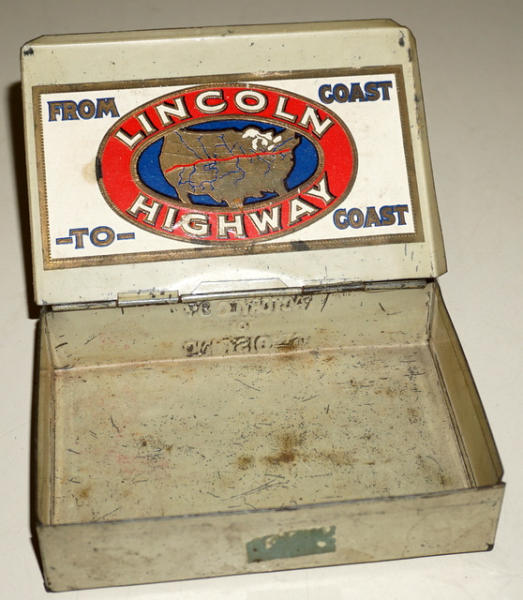 FROM COAST
LINCOLN
HIGHWAY
-TO- COAST